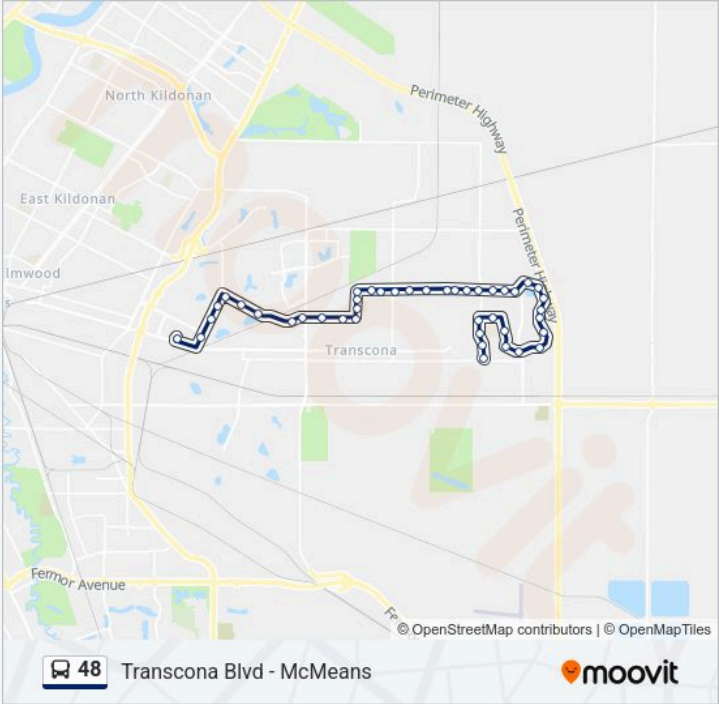 North Kildonan
Perimeter Highway
East Kildonan
Perimeter Highway
lmwood
s
Transcona
Fermor Avenue
Fe
© OpenStreetMap contributors | © OpenMapTiles
48 Transcona Blvd - McMeans
moovit